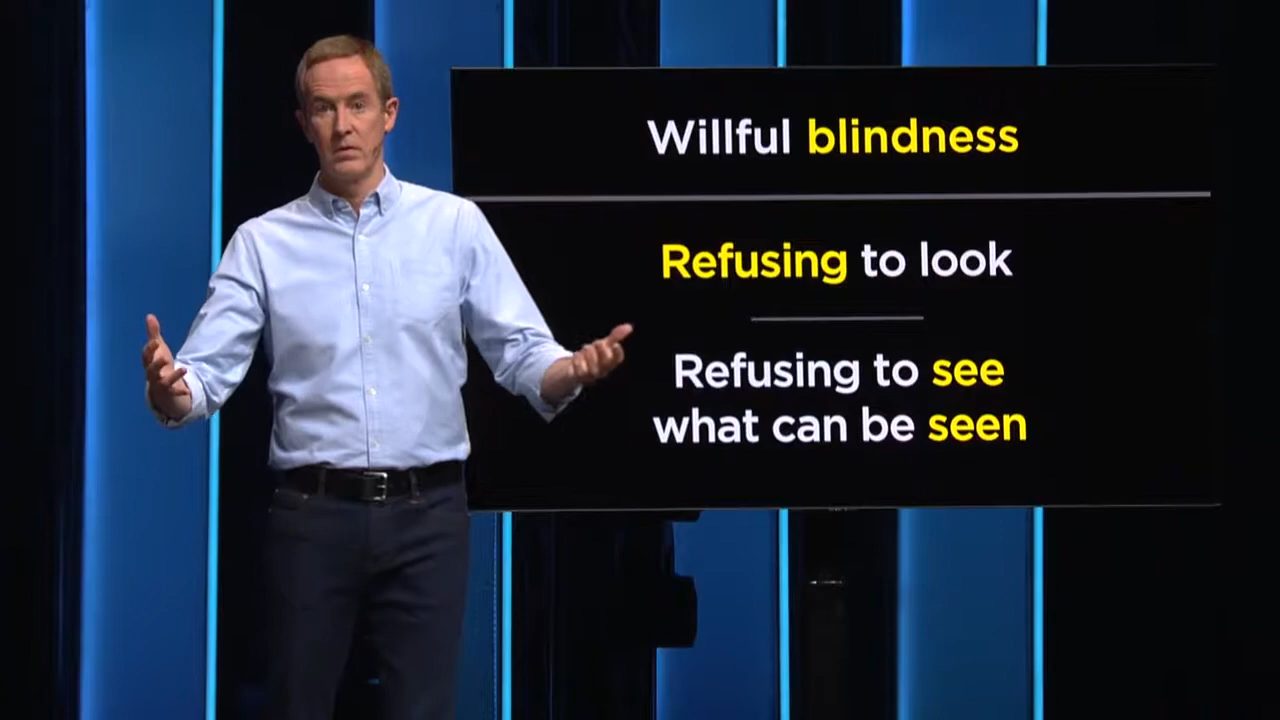 Willful blindness
Refusing to look
Refusing to see
what can be seen